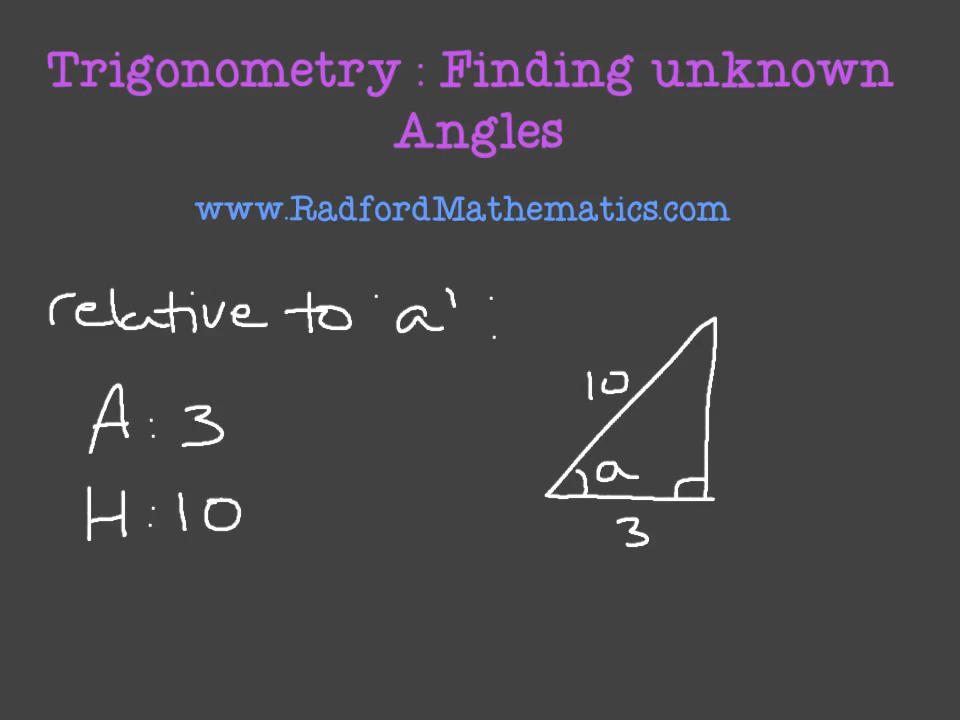 Trigonometry : Finding unknown
Angles
www.RadfordMathematics.com
relative to 'a' :
A : 3
H : 10
10
a
3